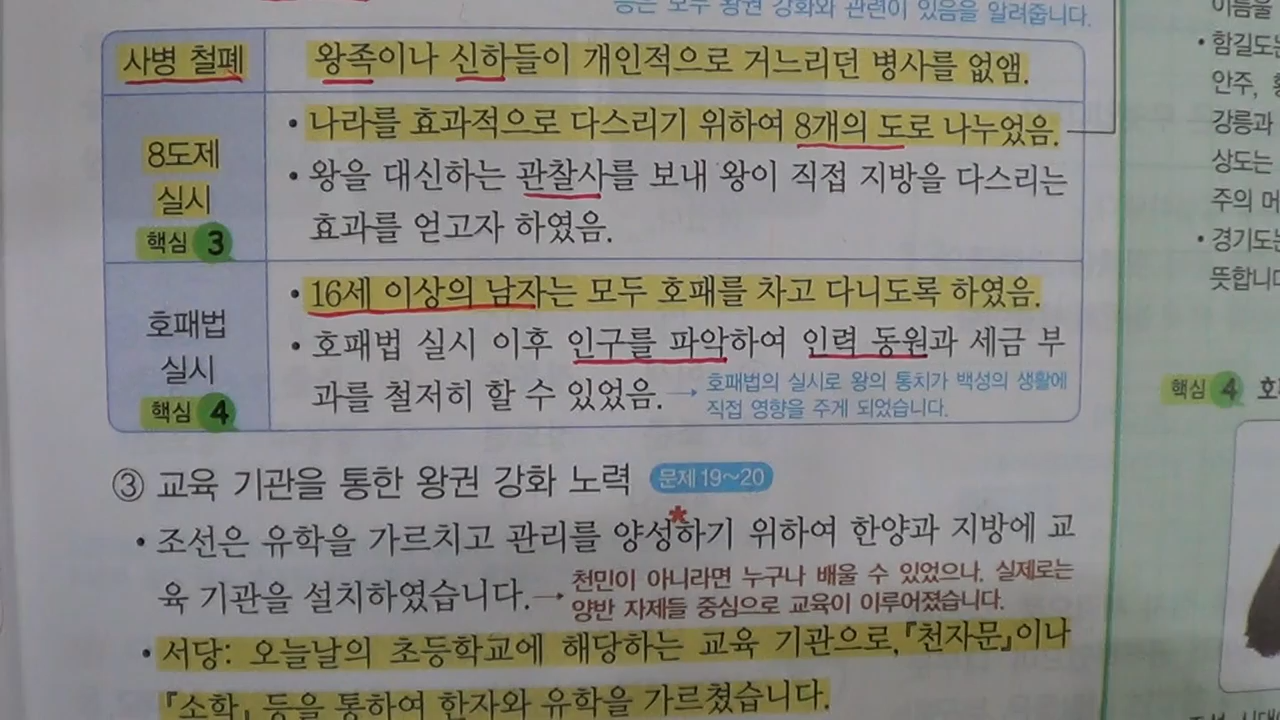 등은 모두 왕권 강화와 관련이 있음을 알려줍니다.
사병 철폐
왕족이나 신하들이 개인적으로 거느리던 병사를 없앰.
8도제
실시
핵심 3
• 나라를 효과적으로 다스리기 위하여 8개의 도로 나누었음.
• 왕을 대신하는 관찰사를 보내 왕이 직접 지방을 다스리는
효과를 얻고자 하였음.
호패법
실시
핵심 4
• 16세 이상의 남자는 모두 호패를 차고 다니도록 하였음.
• 호패법 실시 이후 인구를 파악하여 인력 동원과 세금 부
과를 철저히 할 수 있었음.
→ 호패법의 실시로 왕의 통치가 백성의 생활에
직접 영향을 주게 되었습니다.
③ 교육 기관을 통한 왕권 강화 노력 문제 19~20
• 조선은 유학을 가르치고 관리를 양성*하기 위하여 한양과 지방에 교
육 기관을 설치하였습니다.
→ 천민이 아니라면 누구나 배울 수 있었으나, 실제로는
양반 자제들 중심으로 교육이 이루어졌습니다.
• 서당: 오늘날의 초등학교에 해당하는 교육 기관으로, 『천자문』이나
『소학』 등을 통하여 한자와 유학을 가르쳤습니다.
이름을
• 함길도는
안주,
강릉과
상도는
주의 머
• 경기도는
뜻합니다
핵심 4